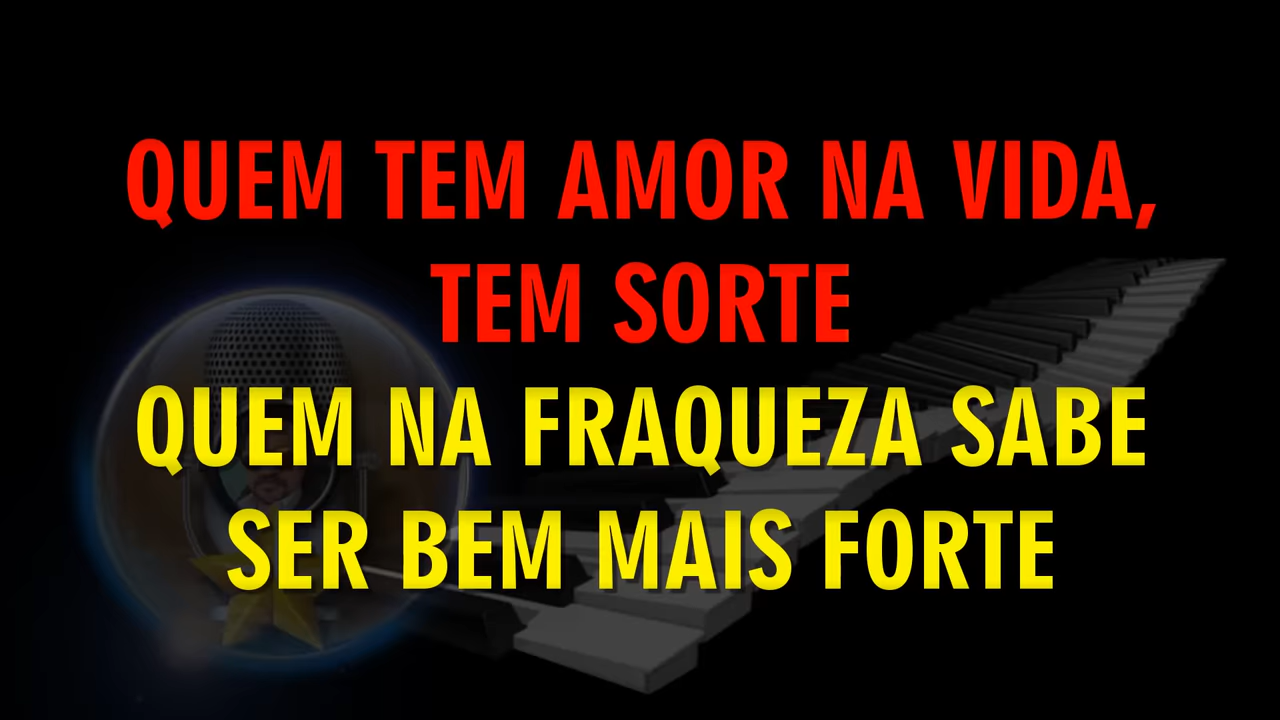 QUEM TEM AMOR NA VIDA,
TEM SORTE
QUEM NA FRAQUEZA SABE
SER BEM MAIS FORTE